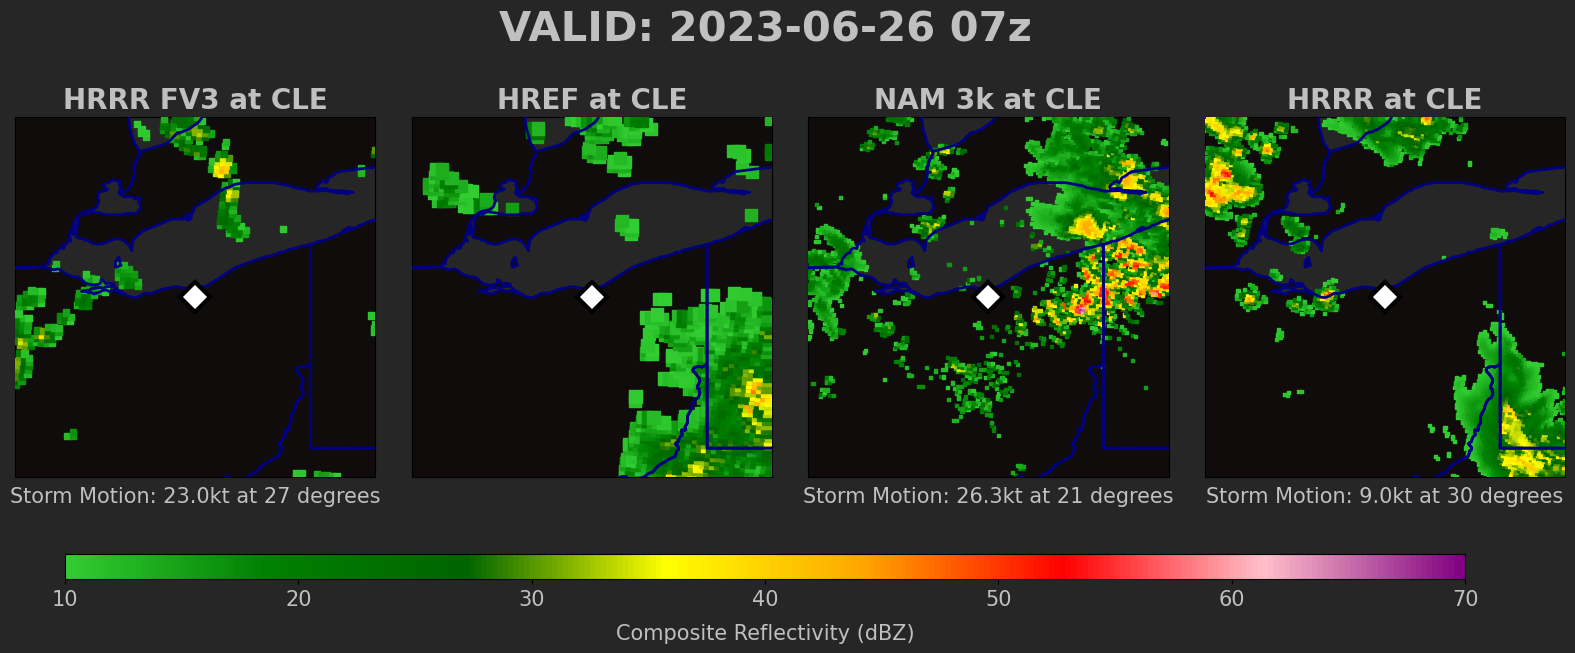 VALID: 2023-06-26 07z
HRRR FV3 at CLE
HREF at CLE
NAM 3k at CLE
HRRR at CLE
Storm Motion: 23.0kt at 27 degrees
Storm Motion: 26.3kt at 21 degrees
Storm Motion: 9.0kt at 30 degrees
10 20 30 40 50 60 70
Composite Reflectivity (dBZ)